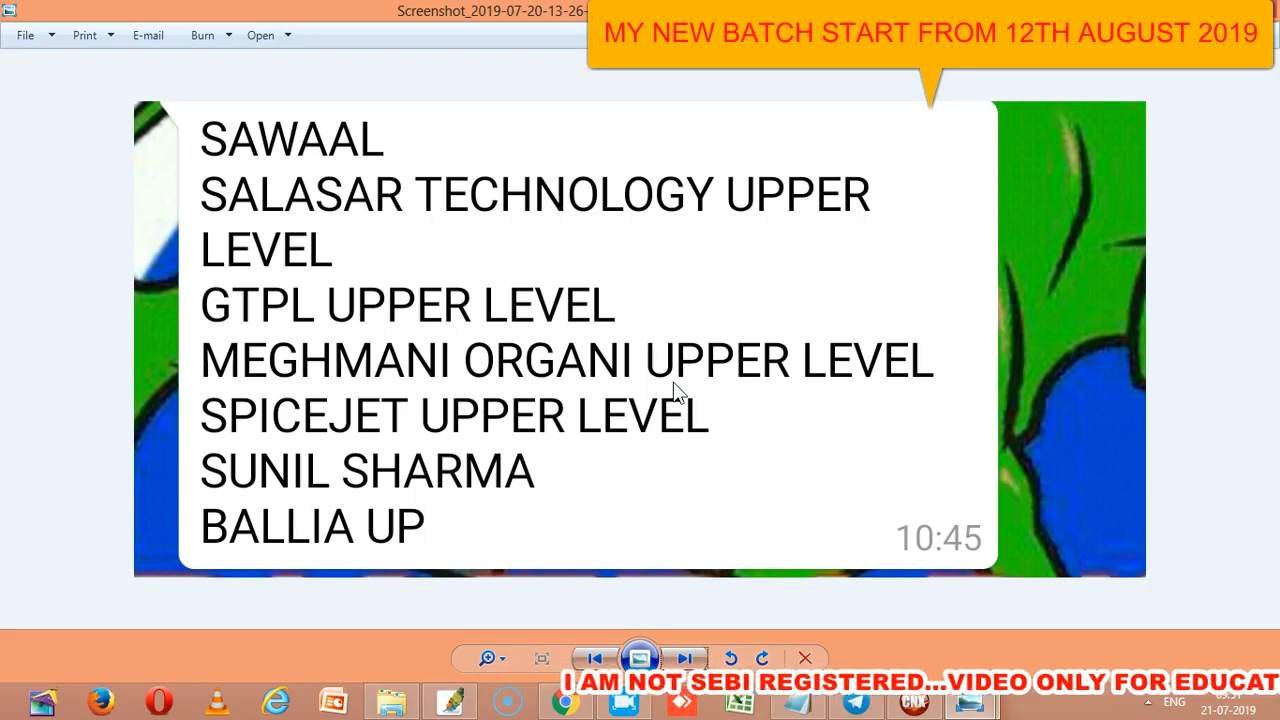 Screenshot_2019-07-20-13-26-
MY NEW BATCH START FROM 12TH AUGUST 2019
File Print E-mail Burn Open
SAWAAL
SALASAR TECHNOLOGY UPPER
LEVEL
GTPL UPPER LEVEL
MEGHMANI ORGANI UPPER LEVEL
SPICEJET UPPER LEVEL
SUNIL SHARMA
BALLIA UP
10:45
I AM NOT SEBI REGISTERED...VIDEO ONLY FOR EDUCAT
CNX
ENG
21-07-2019